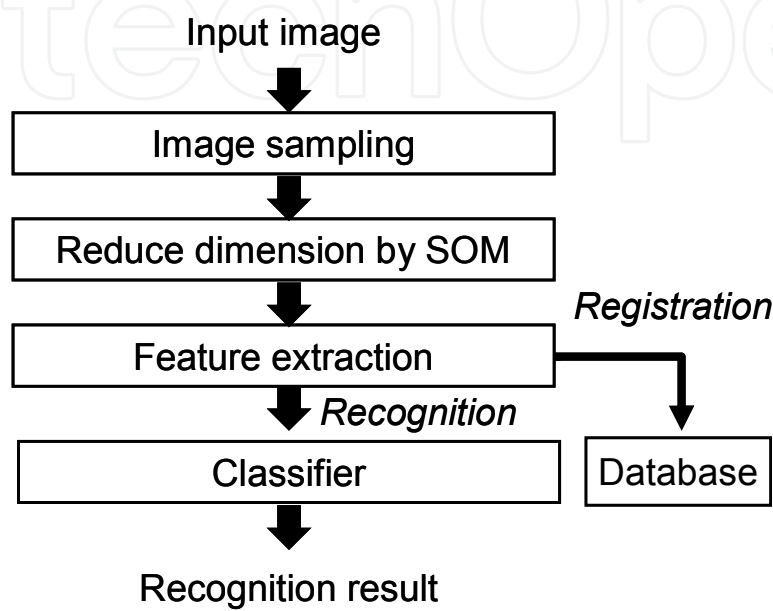 Input image
Image sampling
Reduce dimension by SOM
Registration
Feature extraction
Recognition
Classifier
Database
Recognition result